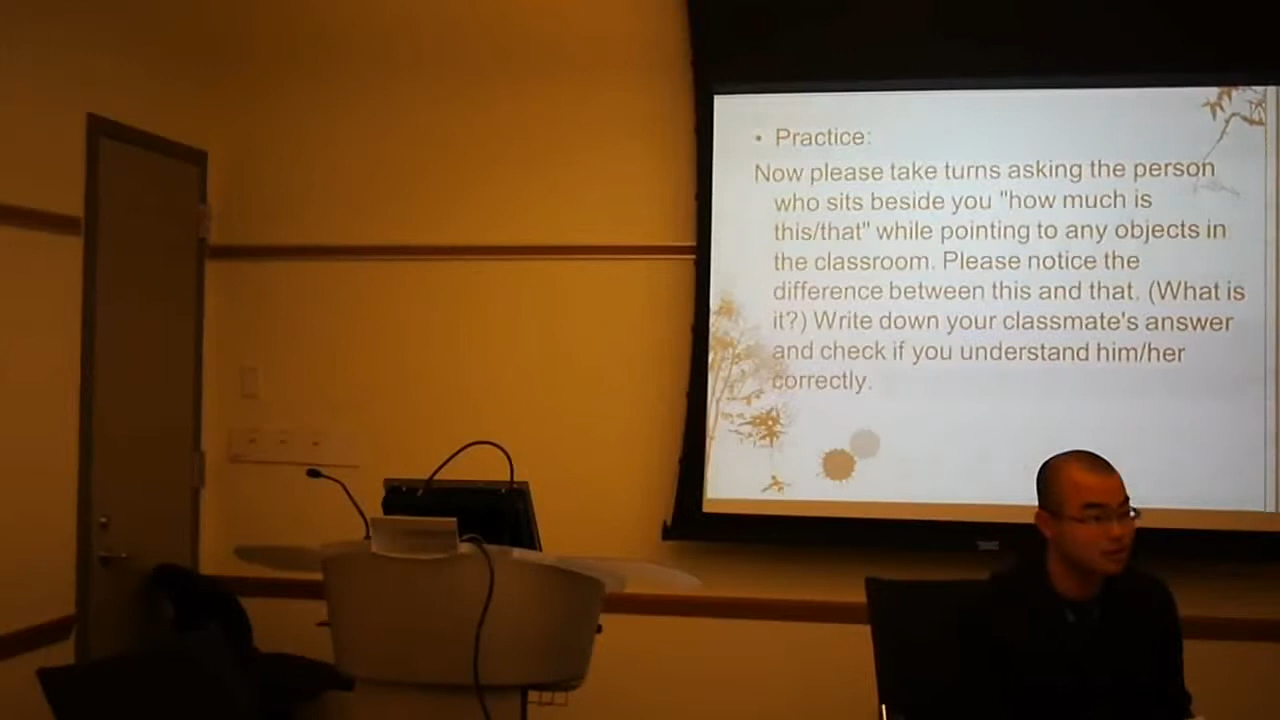 • Practice:
Now please take turns asking the person
who sits beside you "how much is
this/that" while pointing to any objects in
the classroom. Please notice the
difference between this and that. (What is
it?) Write down your classmate's answer
and check if you understand him/her
correctly.